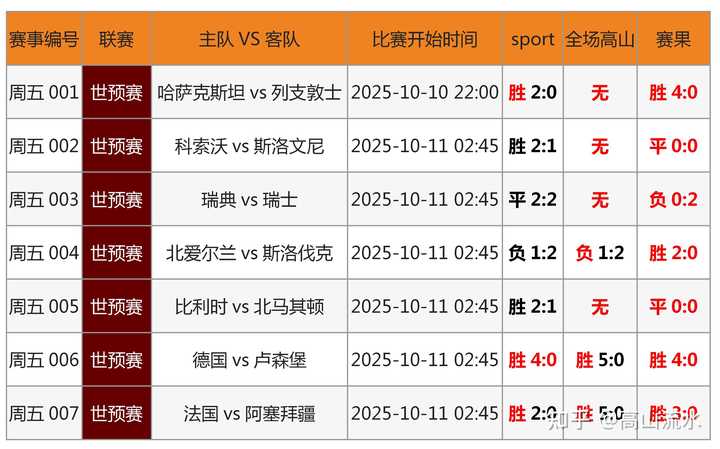 赛事编号 联赛 主队 VS 客队 比赛开始时间 sport 全场高山 赛果
周五 001 世预赛 哈萨克斯坦 vs 列支敦士 2025-10-10 22:00 胜 2:0 无 胜 4:0
周五 002 世预赛 科索沃 vs 斯洛文尼 2025-10-11 02:45 胜 2:1 无 平 0:0
周五 003 世预赛 瑞典 vs 瑞士 2025-10-11 02:45 平 2:2 无 负 0:2
周五 004 世预赛 北爱尔兰 vs 斯洛伐克 2025-10-11 02:45 负 1:2 负 1:2 胜 2:0
周五 005 世预赛 比利时 vs 北马其顿 2025-10-11 02:45 胜 2:1 无 平 0:0
周五 006 世预赛 德国 vs 卢森堡 2025-10-11 02:45 胜 4:0 胜 5:0 胜 4:0
周五 007 世预赛 法国 vs 阿塞拜疆 2025-10-11 02:45 胜 2:0 胜 5:0 胜 3:0
知乎 @高山流水